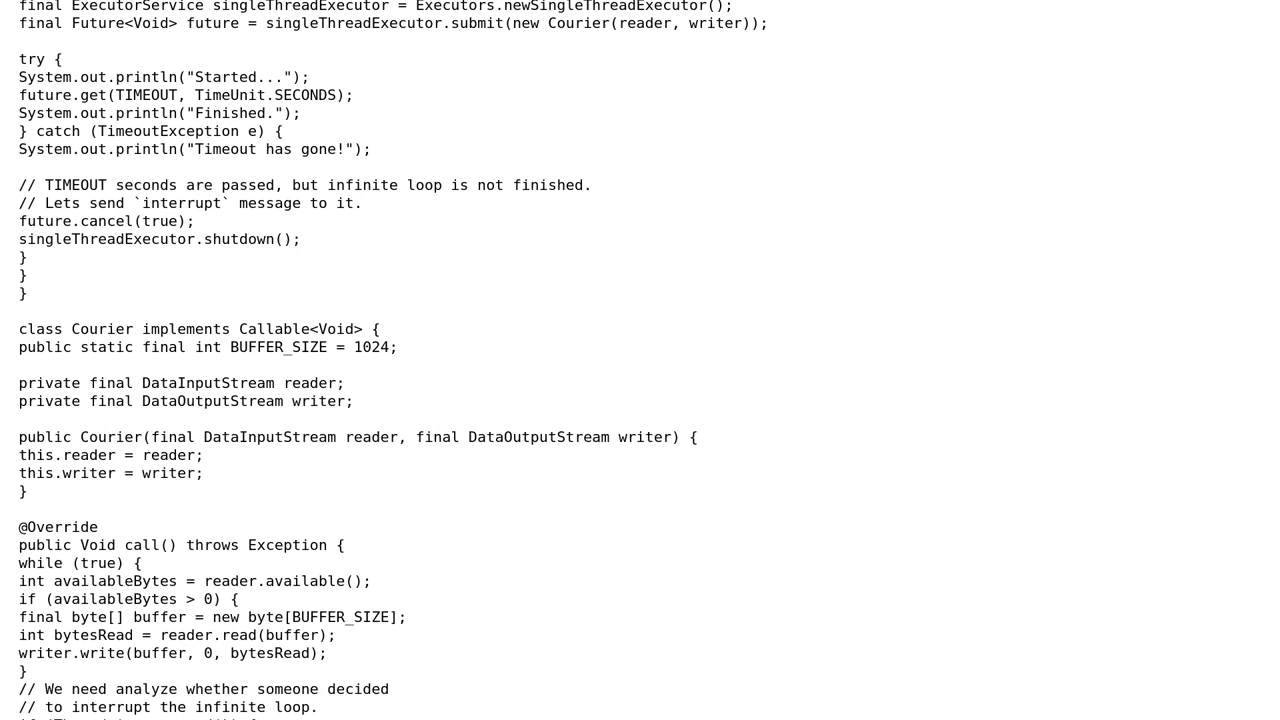 final ExecutorService singleThreadExecutor = Executors.newSingleThreadExecutor();
final Future<Void> future = singleThreadExecutor.submit(new Courier(reader, writer));

try {
System.out.println("Started...");
future.get(TIMEOUT, TimeUnit.SECONDS);
System.out.println("Finished.");
} catch (TimeoutException e) {
System.out.println("Timeout has gone!");

// TIMEOUT seconds are passed, but infinite loop is not finished.
// Lets send `interrupt` message to it.
future.cancel(true);
singleThreadExecutor.shutdown();
}
}
}

class Courier implements Callable<Void> {
public static final int BUFFER_SIZE = 1024;

private final DataInputStream reader;
private final DataOutputStream writer;

public Courier(final DataInputStream reader, final DataOutputStream writer) {
this.reader = reader;
this.writer = writer;
}

@Override
public Void call() throws Exception {
while (true) {
int availableBytes = reader.available();
if (availableBytes > 0) {
final byte[] buffer = new byte[BUFFER_SIZE];
int bytesRead = reader.read(buffer);
writer.write(buffer, 0, bytesRead);
}
// We need analyze whether someone decided
// to interrupt the infinite loop.